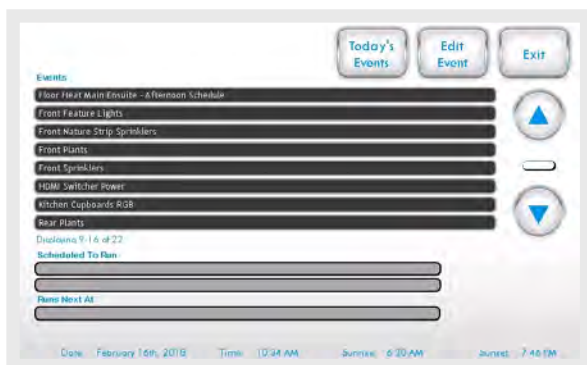 Today's Events
Edit Event
Exit
Events
Floor Heat Main Ensuite - Afternoon Schedule
Front Feature Lights
Front Nature Strip Sprinklers
Front Plants
Front Sprinklers
HDMI Switcher Power
Kitchen Cupboards RGB
Rear Plants
Displaying 9-16 of 22
Scheduled To Run
Runs Next At
Date: February 16th, 2018 Time: 10:34 AM Sunrise: 6:20 AM Sunset: 7:46 PM